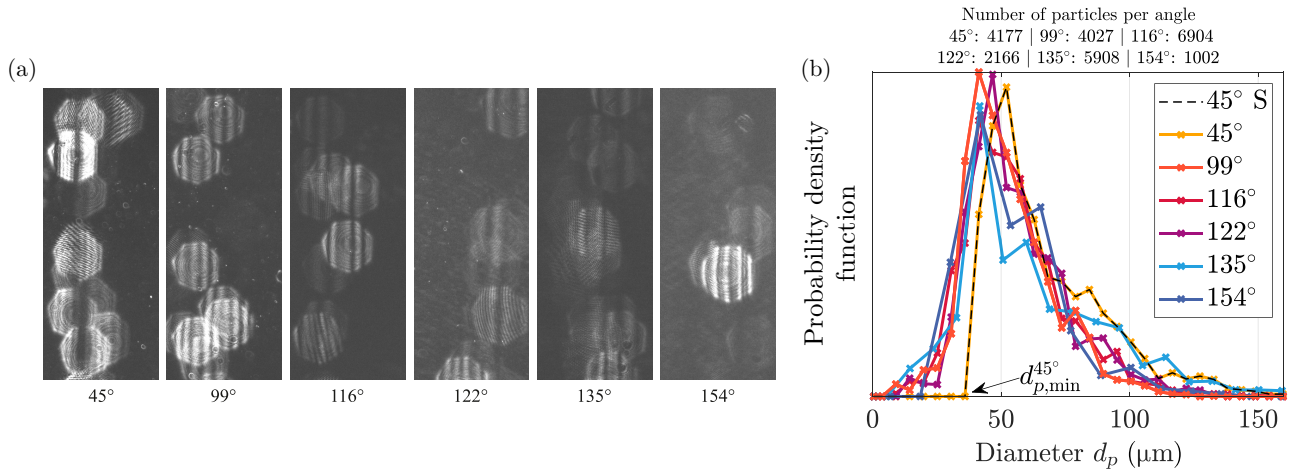 (a)
45°
99°
116°
122°
135°
154°
(b)
Number of particles per angle
45°: 4177 | 99°: 4027 | 116°: 6904
122°: 2166 | 135°: 5908 | 154°: 1002
Probability density
function
45° S
45°
99°
116°
122°
135°
154°
d_{p,min}^{45°}
0
50
100
150
Diameter d_p (μm)